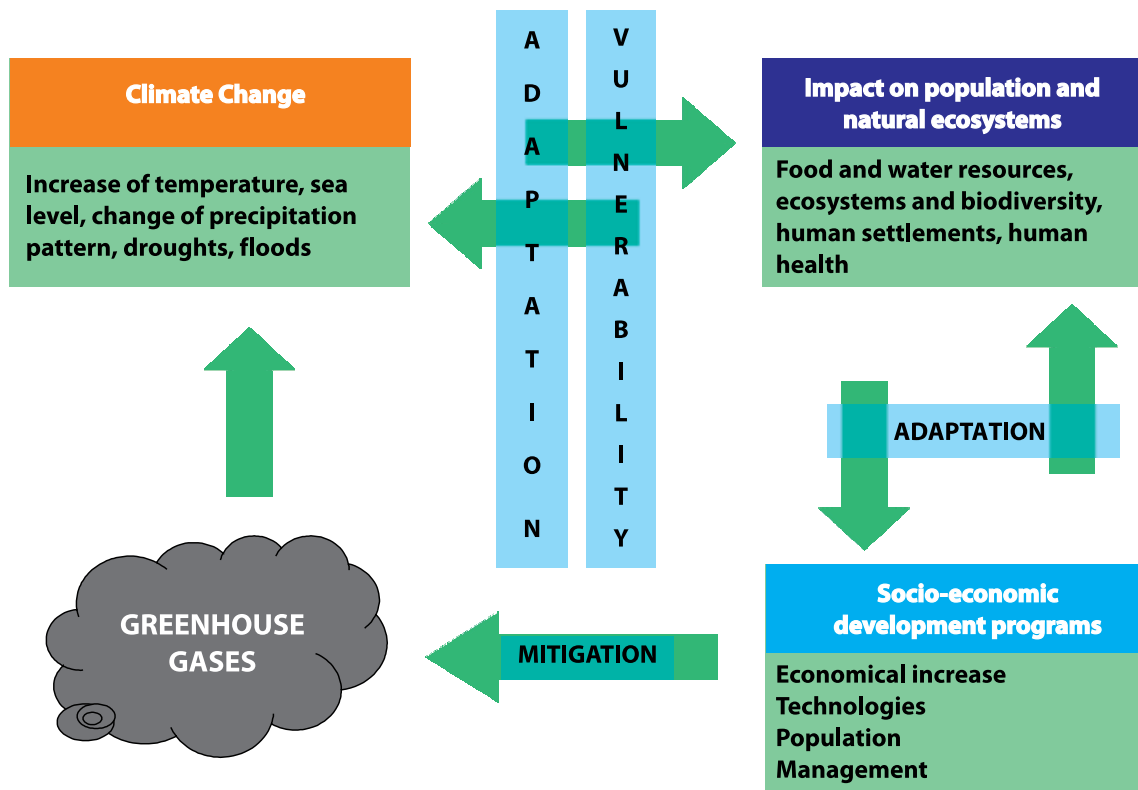 Climate Change
Increase of temperature, sea
level, change of precipitation
pattern, droughts, floods
ADAPTATION
VULNERABILITY
Impact on population and
natural ecosystems
Food and water resources,
ecosystems and biodiversity,
human settlements, human
health
ADAPTATION
GREENHOUSE
GASES
MITIGATION
Socio-economic
development programs
Economical increase
Technologies
Population
Management